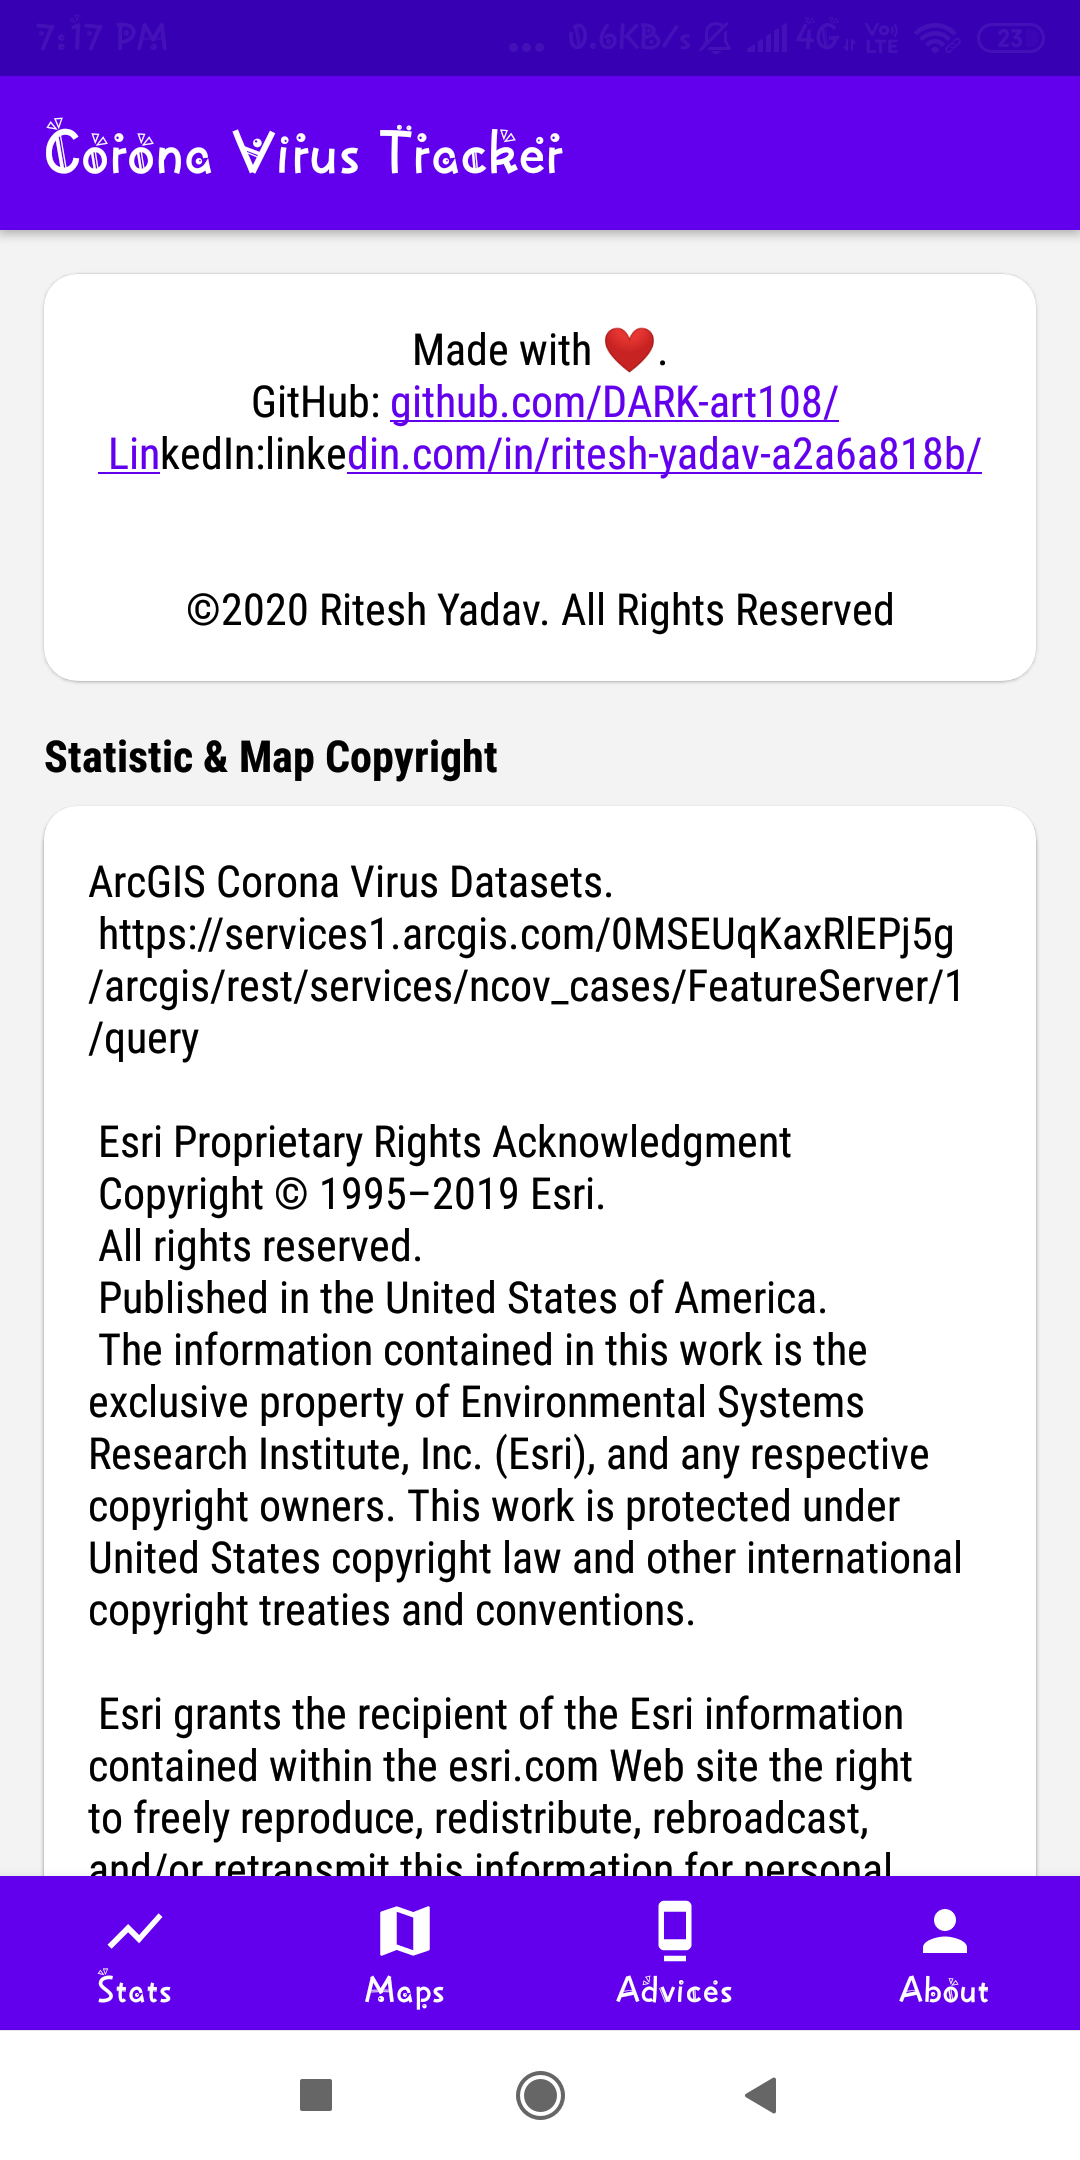 7:17 PM ... 0.6KB/s 4G Vo)) LTE 23
Corona Virus Tracker
Made with ❤️.
GitHub: github.com/DARK-art108/
LinkedIn:linkedin.com/in/ritesh-yadav-a2a6a818b/
©2020 Ritesh Yadav. All Rights Reserved
Statistic & Map Copyright
ArcGIS Corona Virus Datasets.
https://services1.arcgis.com/0MSEUqKaxRlEPj5g
/arcgis/rest/services/ncov_cases/FeatureServer/1
/query
Esri Proprietary Rights Acknowledgment
Copyright © 1995–2019 Esri.
All rights reserved.
Published in the United States of America.
The information contained in this work is the
exclusive property of Environmental Systems
Research Institute, Inc. (Esri), and any respective
copyright owners. This work is protected under
United States copyright law and other international
copyright treaties and conventions.
Esri grants the recipient of the Esri information
contained within the esri.com Web site the right
to freely reproduce, redistribute, rebroadcast,
and/or retransmit this information for personal
Stats Maps Advices About